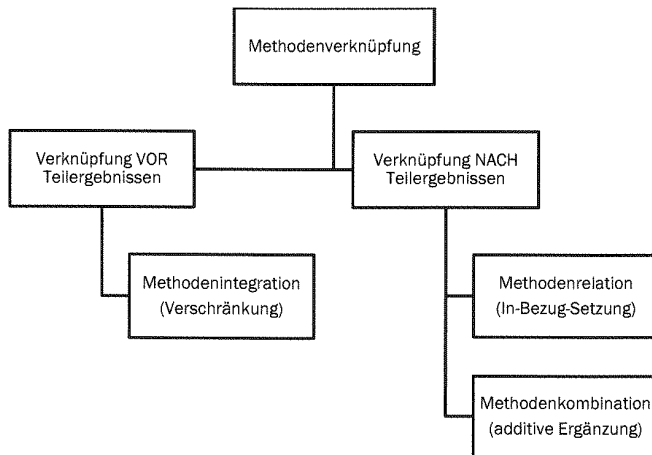 Methodenverknüpfung
Verknüpfung VOR
Teilergebnissen
Verknüpfung NACH
Teilergebnissen
Methodenintegration
(Verschränkung)
Methodenrelation
(In-Bezug-Setzung)
Methodenkombination
(additive Ergänzung)